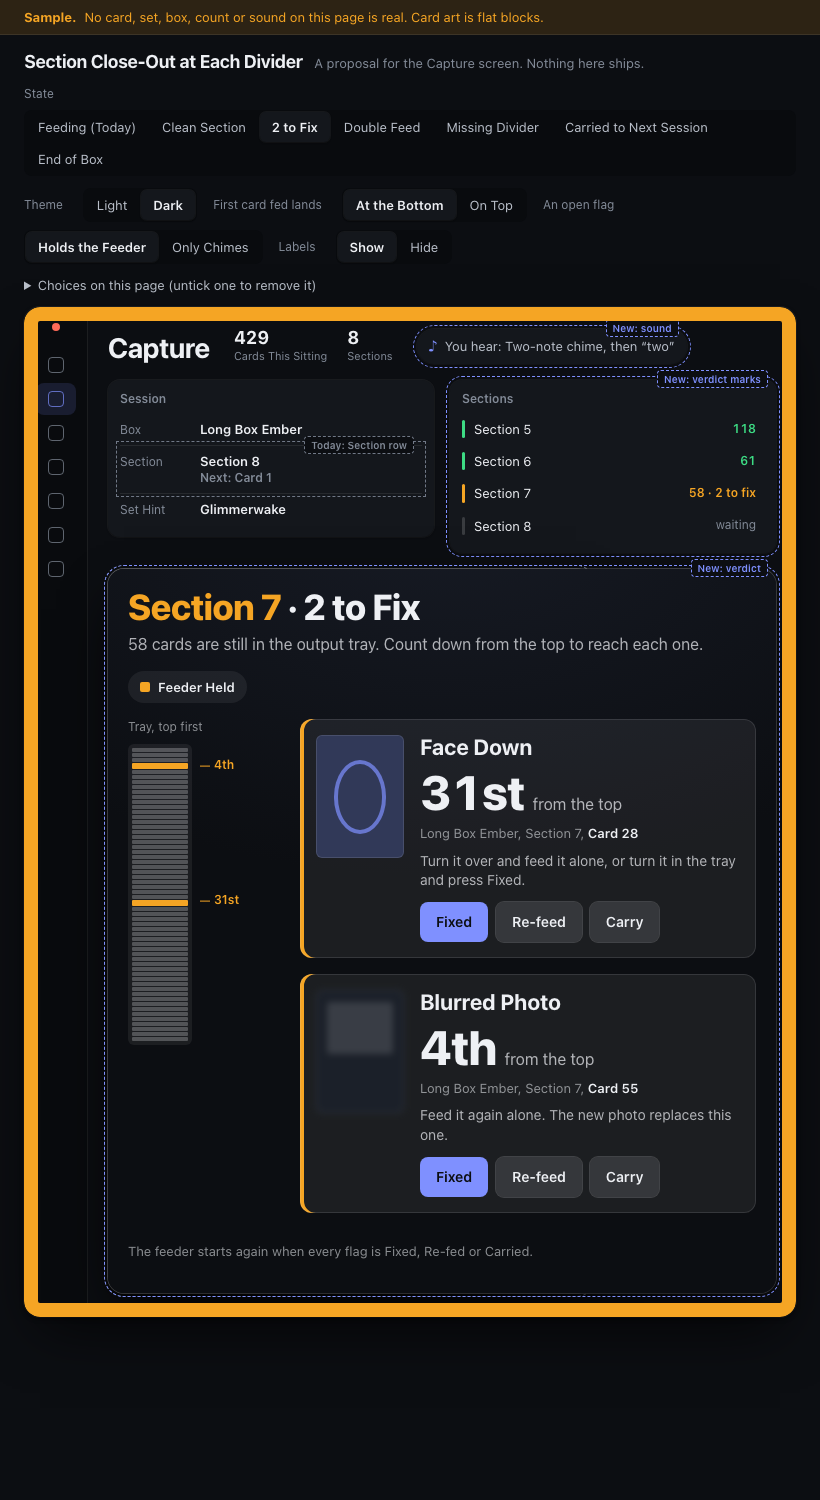 Sample. No card, set, box, count or sound on this page is real. Card art is flat blocks.
Section Close-Out at Each Divider A proposal for the Capture screen. Nothing here ships.
State
Feeding (Today) Clean Section 2 to Fix Double Feed Missing Divider Carried to Next Session
End of Box
Theme Light Dark First card fed lands At the Bottom On Top An open flag
Holds the Feeder Only Chimes Labels Show Hide
Choices on this page (untick one to remove it)
Capture
429
Cards This Sitting
8
Sections
New: sound
♪ You hear: Two-note chime, then “two”
Session
Box Long Box Ember
Today: Section row
Section Section 8
Next: Card 1
Set Hint Glimmerwake
New: verdict marks
Sections
Section 5 118
Section 6 61
Section 7 58 · 2 to fix
Section 8 waiting
New: verdict
Section 7 · 2 to Fix
58 cards are still in the output tray. Count down from the top to reach each one.
Feeder Held
Tray, top first
— 4th
— 31st
Face Down
31st from the top
Long Box Ember, Section 7, Card 28
Turn it over and feed it alone, or turn it in the tray
and press Fixed.
Fixed Re-feed Carry
Blurred Photo
4th from the top
Long Box Ember, Section 7, Card 55
Feed it again alone. The new photo replaces this
one.
Fixed Re-feed Carry
The feeder starts again when every flag is Fixed, Re-fed or Carried.